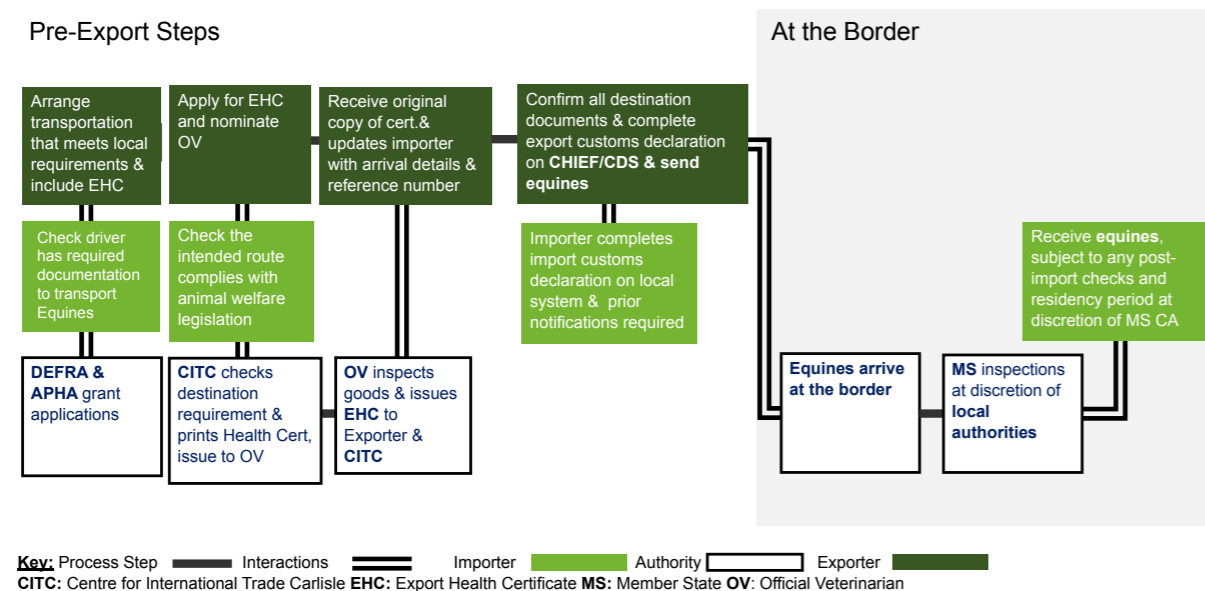 Pre-Export Steps
At the Border
Arrange
transportation
that meets local
requirements &
include EHC
Apply for EHC
and nominate
OV
Receive original
copy of cert.&
updates importer
with arrival details &
reference number
Confirm all destination
documents & complete
export customs declaration
on CHIEF/CDS & send
equines
Check driver
has required
documentation
to transport
Equines
Check the
intended route
complies with
animal welfare
legislation
Importer completes
import customs
declaration on local
system & prior
notifications required
Receive equines,
subject to any post-
import checks and
residency period at
discretion of MS CA
DEFRA &
APHA grant
applications
CITC checks
destination
requirement &
prints Health Cert,
issue to OV
OV inspects
goods & issues
EHC to
Exporter &
CITC
Equines arrive
at the border
MS inspections
at discretion of
local
authorities
Key: Process Step Interactions Importer Authority Exporter
CITC: Centre for International Trade Carlisle EHC: Export Health Certificate MS: Member State OV: Official Veterinarian